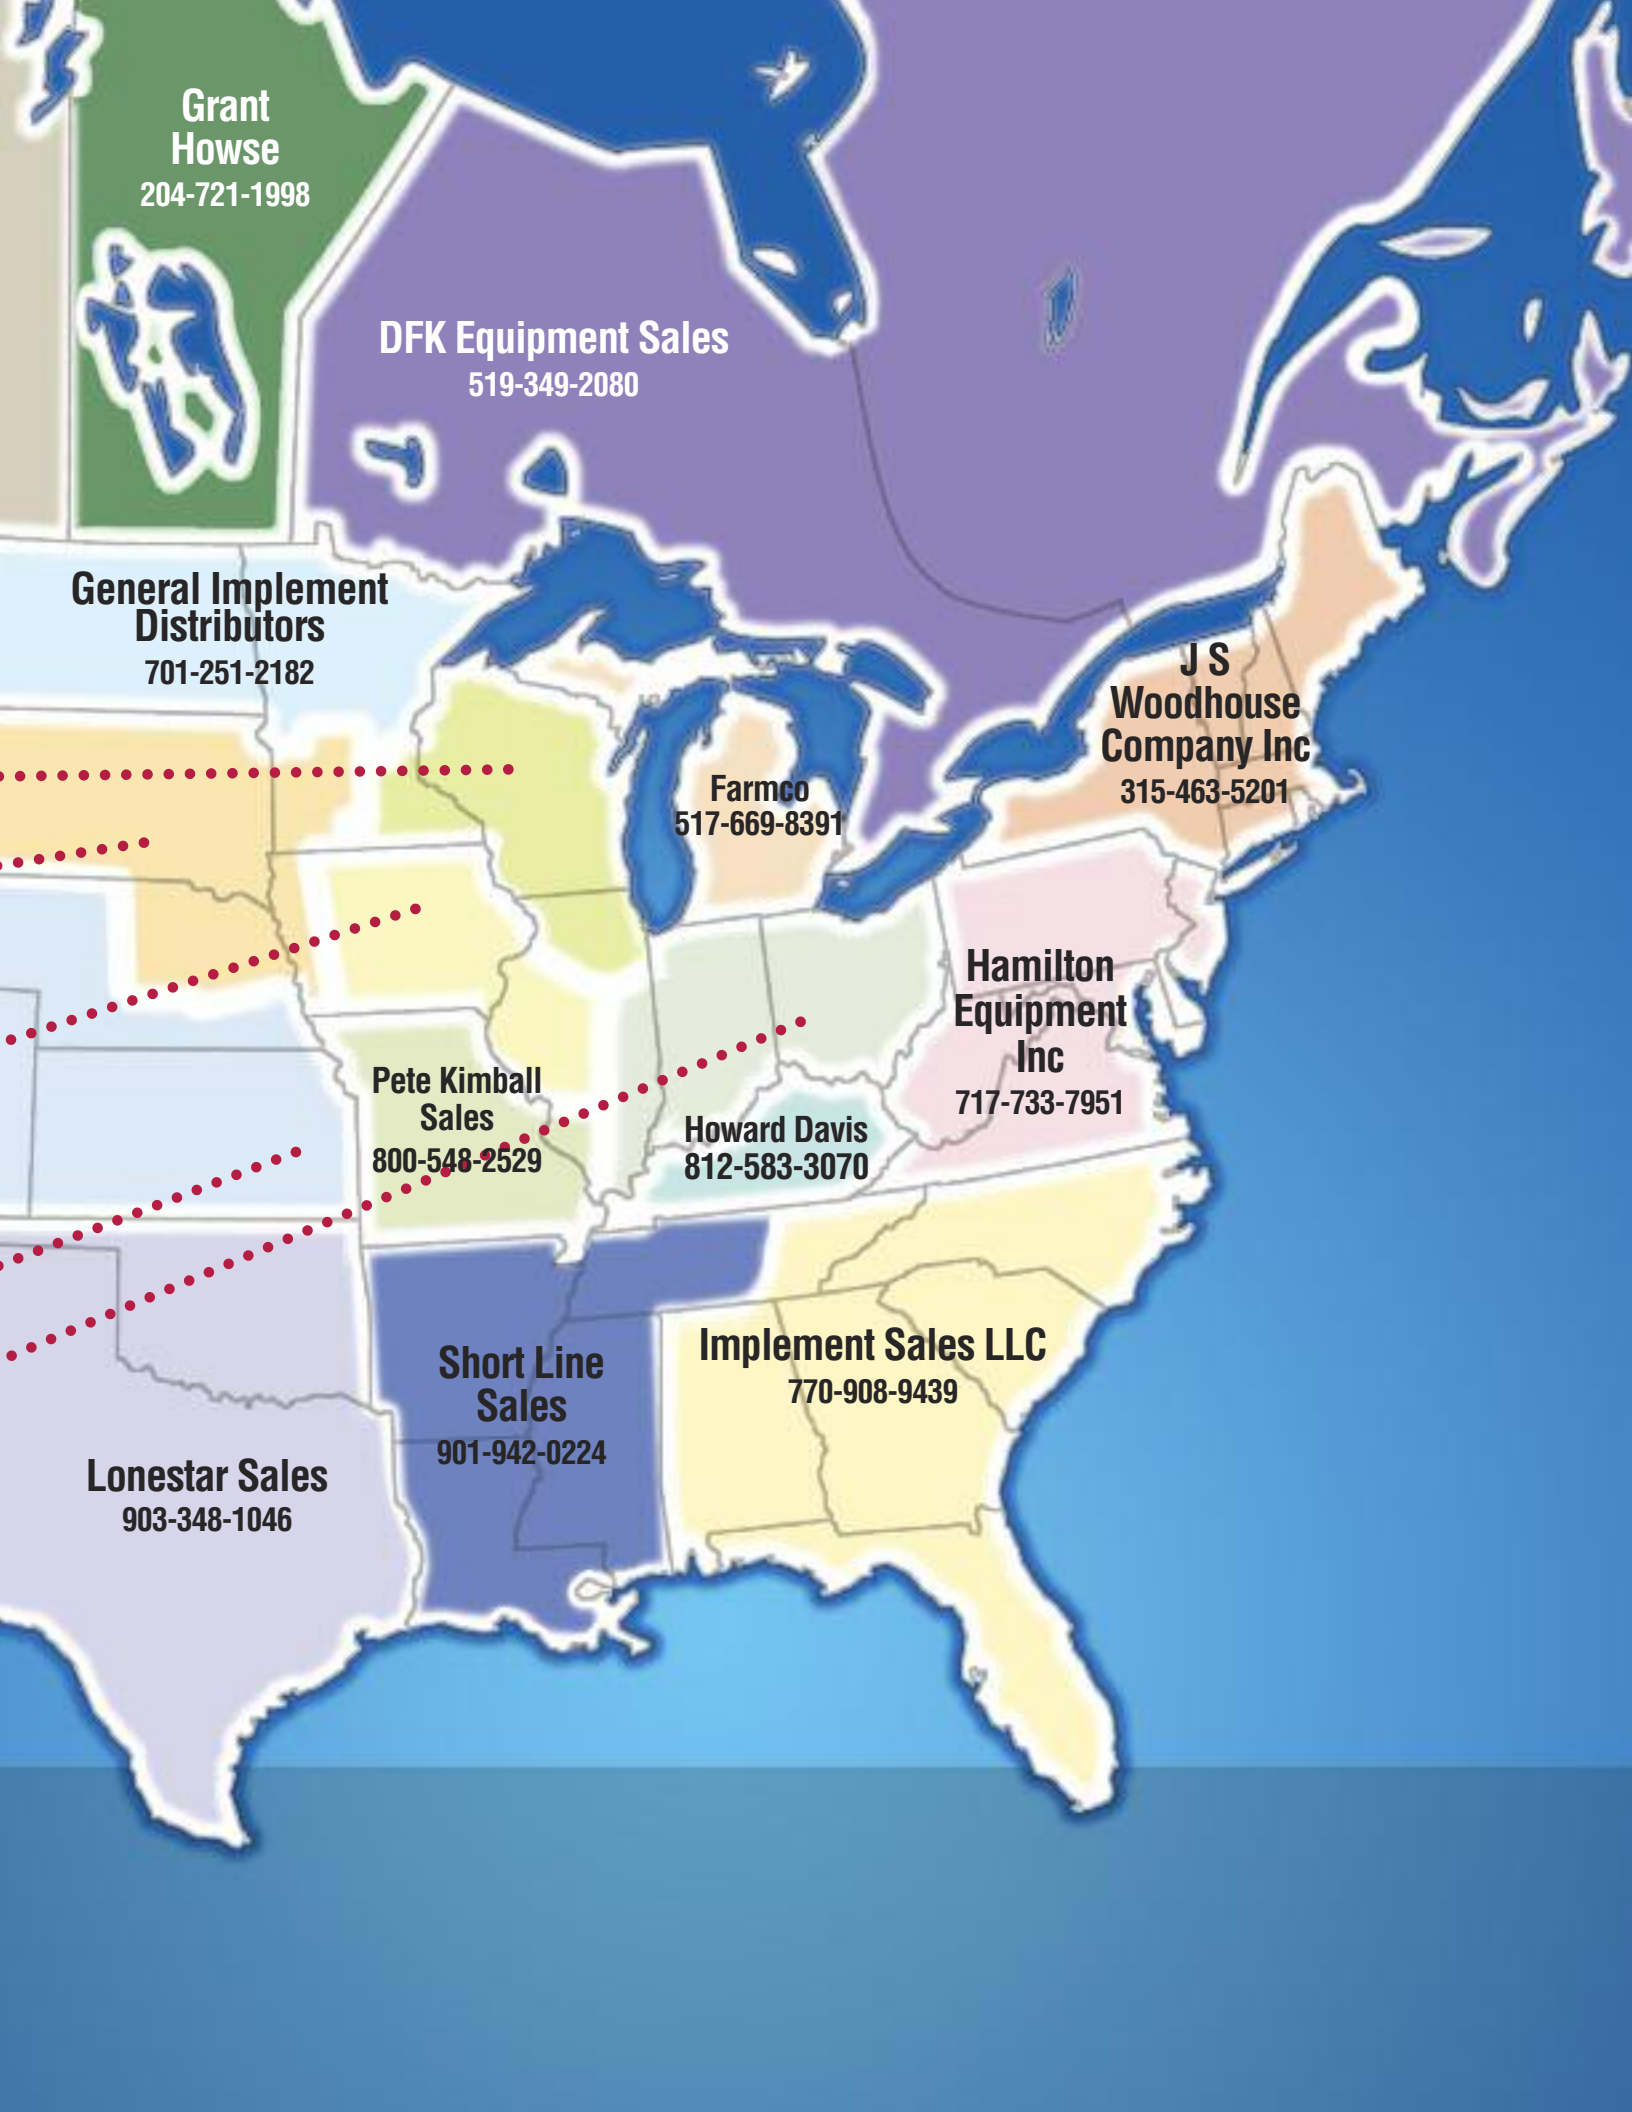 Grant
Howse
204-721-1998
DFK Equipment Sales
519-349-2080
General Implement
Distributors
701-251-2182
J S
Woodhouse
Company Inc
315-463-5201
Farmco
517-669-8391
Hamilton
Equipment
Inc
717-733-7951
Pete Kimball
Sales
800-548-2529
Howard Davis
812-583-3070
Short Line
Sales
901-942-0224
Implement Sales LLC
770-908-9439
Lonestar Sales
903-348-1046